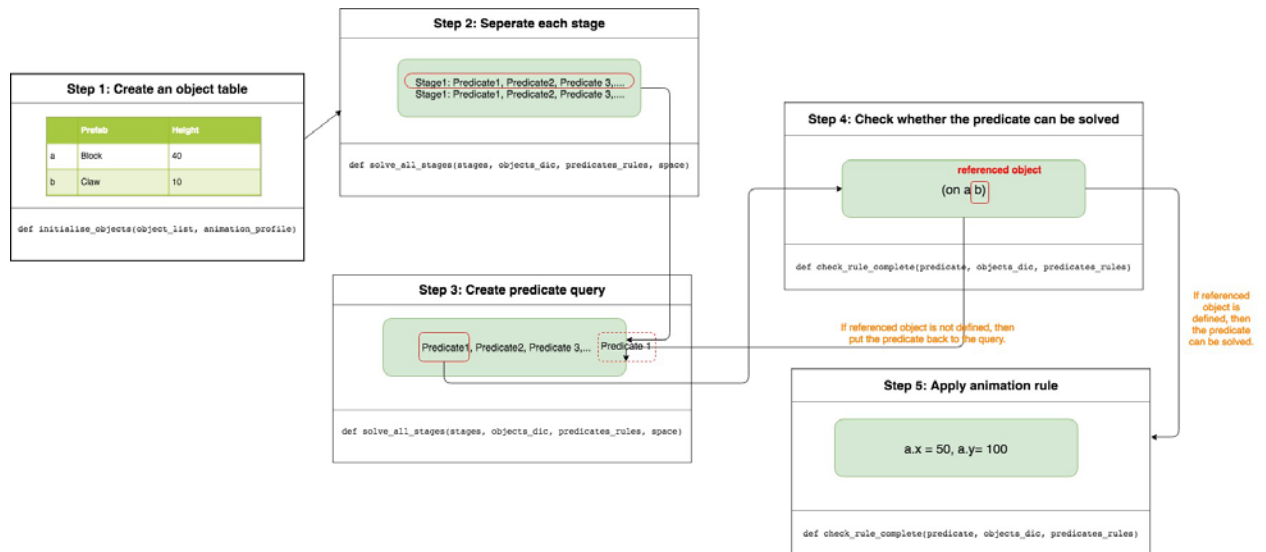 Step 1: Create an object table
Prefab Height
a Block 40
b Claw 10
def initialise_objects(object_list, animation_profile)
Step 2: Seperate each stage
Stage1: Predicate1, Predicate2, Predicate 3,....
Stage1: Predicate1, Predicate2, Predicate 3,....
def solve_all_stages(stages, objects_dic, predicates_rules, space)
Step 3: Create predicate query
Predicate1, Predicate2, Predicate 3,... Predicate 1
def solve_all_stages(stages, objects_dic, predicates_rules, space)
Step 4: Check whether the predicate can be solved
referenced object
(on a b)
def check_rule_complete(predicate, objects_dic, predicates_rules)
If referenced object is not defined, then
put the predicate back to the query.
If referenced
object is
defined, then
the predicate
can be solved.
Step 5: Apply animation rule
a.x = 50, a.y= 100
def check_rule_complete(predicate, objects_dic, predicates_rules)